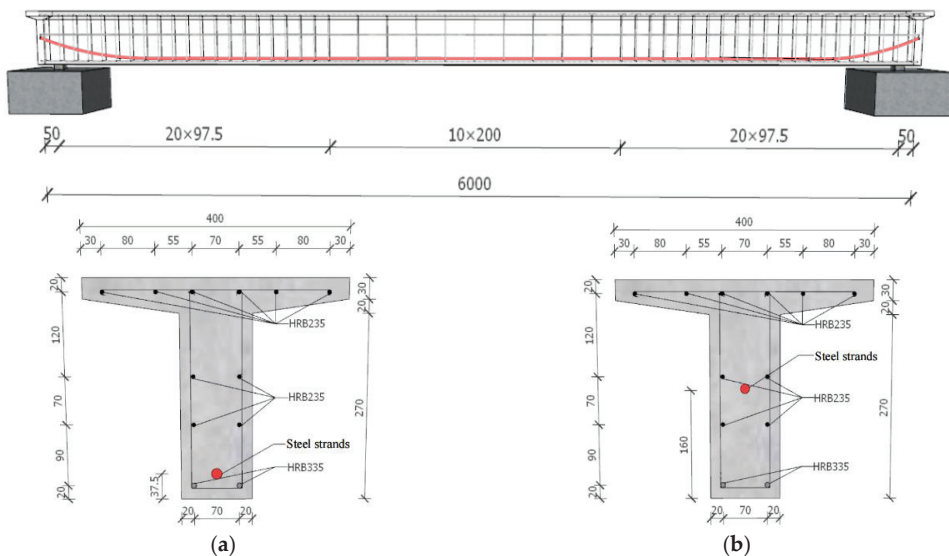 50 20×97.5 10×200 20×97.5 50
6000
400 400
30 80 55 70 55 80 30 30 80 55 70 55 80 30
20 30 20 30
20 20
HRB235 HRB235
120 120
Steel strands
70 HRB235 270 70 HRB235 270
160
Steel strands
90 90
HRB335 HRB335
37.5
20 20
20 70 20 20 70 20
(a) (b)